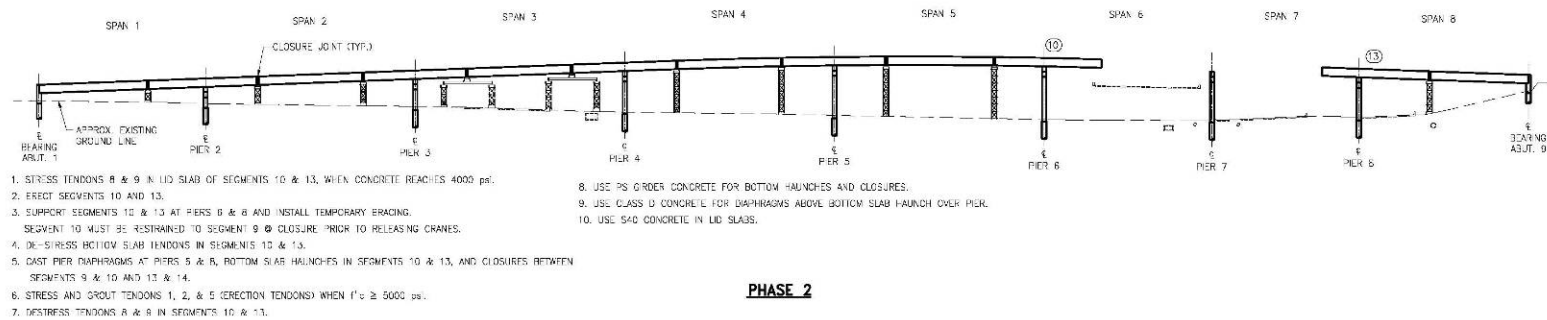 SPAN 1
SPAN 2
SPAN 3
SPAN 4
SPAN 5
SPAN 6
SPAN 7
SPAN 8
CLOSURE JOINT (TYP.)
10
13
APPROX. EXISTING
GROUND LINE
℄
BEARING
ABUT. 1
℄
PIER 2
℄
PIER 3
℄
PIER 4
℄
PIER 5
℄
PIER 6
℄
PIER 7
℄
PIER 8
℄
BEARING
ABUT. 9
1. STRESS TENDONS 8 & 9 IN LID SLAB OF SEGMENTS 10 & 13, WHEN CONCRETE REACHES 4000 psi.
2. ERECT SEGMENTS 10 AND 13.
3. SUPPORT SEGMENTS 10 & 13 AT PIERS 6 & 8 AND INSTALL TEMPORARY BRACING.
SEGMENT 10 MUST BE RESTRAINED TO SEGMENT 9 @ CLOSURE PRIOR TO RELEASING CRANES.
4. DE-STRESS BOTTOM SLAB TENDONS IN SEGMENTS 10 & 13.
5. CAST PIER DIAPHRAGMS AT PIERS 5 & 8, BOTTOM SLAB HAUNCHES IN SEGMENTS 10 & 13, AND CLOSURES BETWEEN
SEGMENTS 9 & 10 AND 13 & 14.
6. STRESS AND GROUT TENDONS 1, 2, & 5 (ERECTION TENDONS) WHEN f'c ≥ 5000 psi.
7. DESTRESS TENDONS 8 & 9 IN SEGMENTS 10 & 13.
8. USE PS GIRDER CONCRETE FOR BOTTOM HAUNCHES AND CLOSURES.
9. USE CLASS D CONCRETE FOR DIAPHRAGMS ABOVE BOTTOM SLAB HAUNCH OVER PIER.
10. USE S40 CONCRETE IN LID SLABS.
PHASE 2